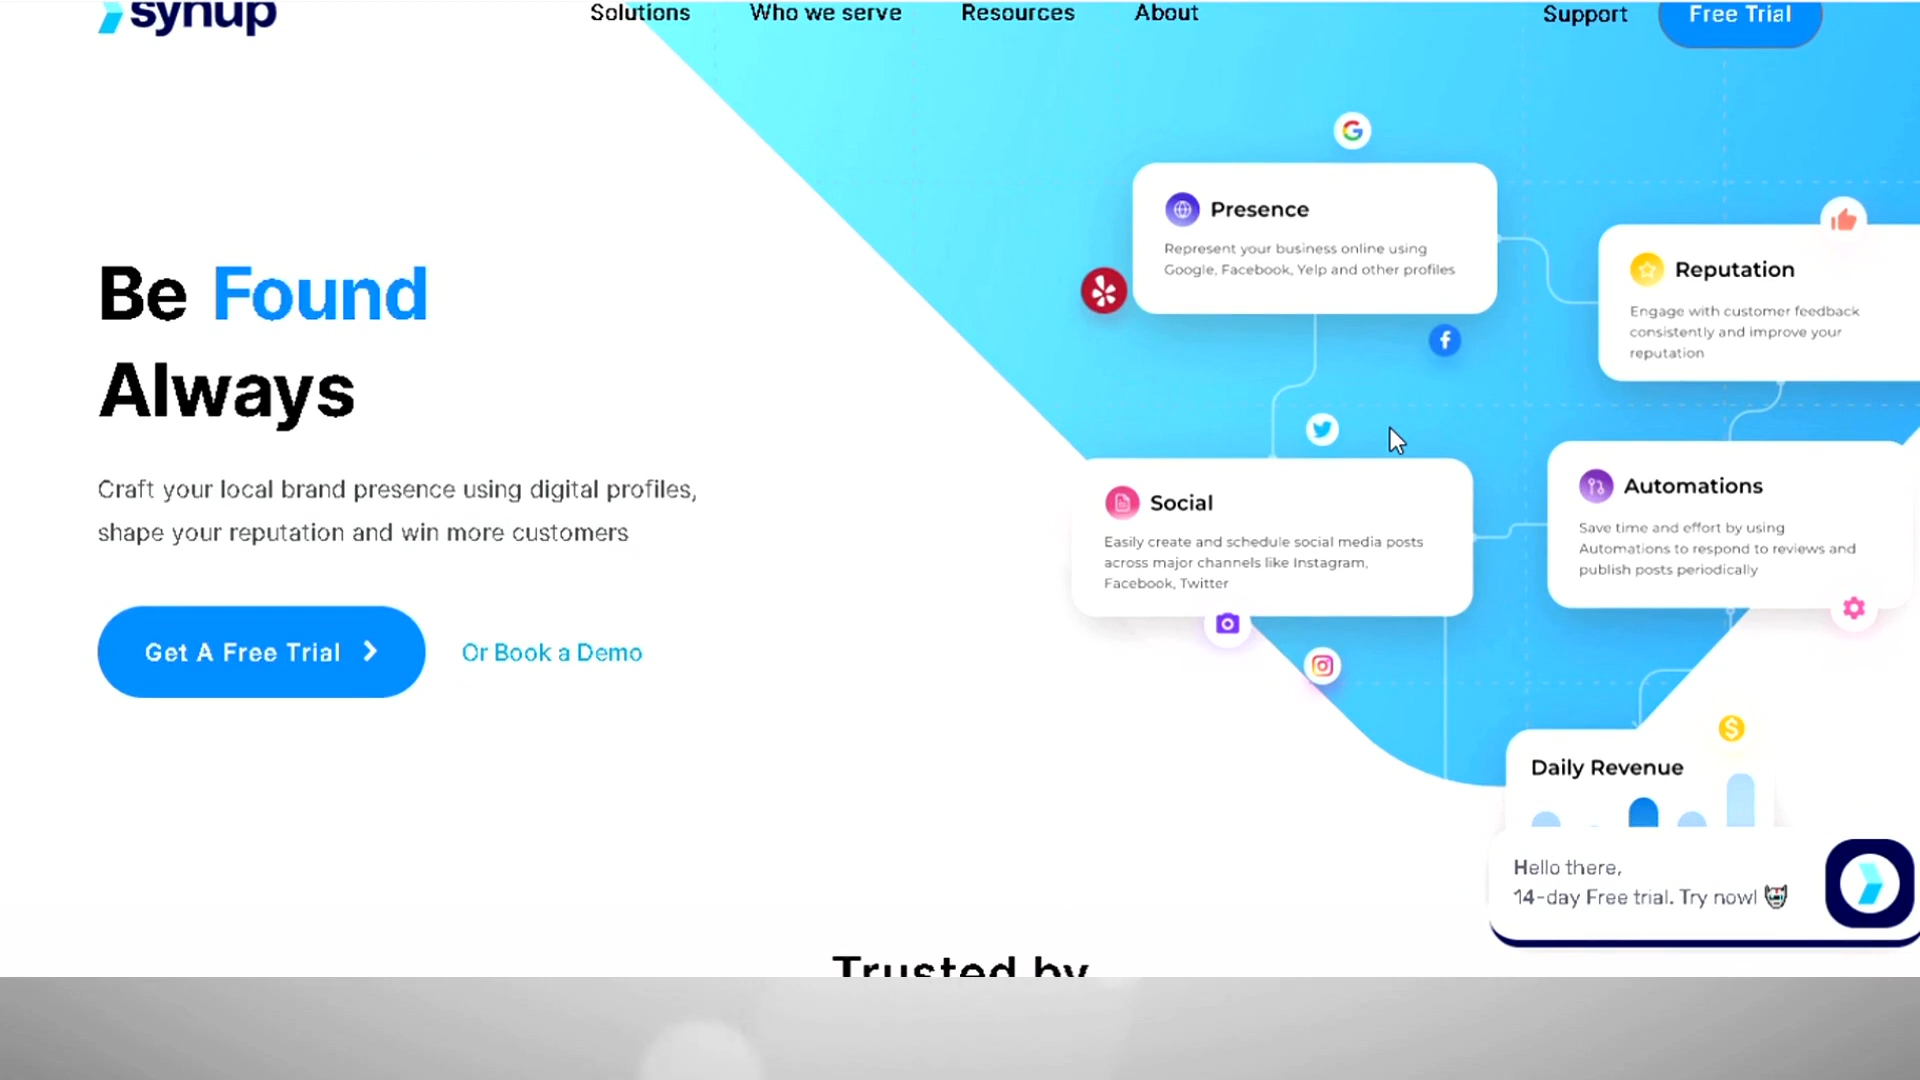 synup
Solutions
Who we serve
Resources
About
Support
Free Trial
Be Found
Always
Craft your local brand presence using digital profiles,
shape your reputation and win more customers
Get A Free Trial
Or Book a Demo
Presence
Represent your business online using
Google, Facebook, Yelp and other profiles
Reputation
Engage with customer feedback
consistently and improve your
reputation
Social
Easily create and schedule social media posts
across major channels like Instagram,
Facebook, Twitter
Automations
Save time and effort by using
Automations to respond to reviews and
publish posts periodically
Daily Revenue
Hello there,
14-day Free trial. Try now!
Trusted by